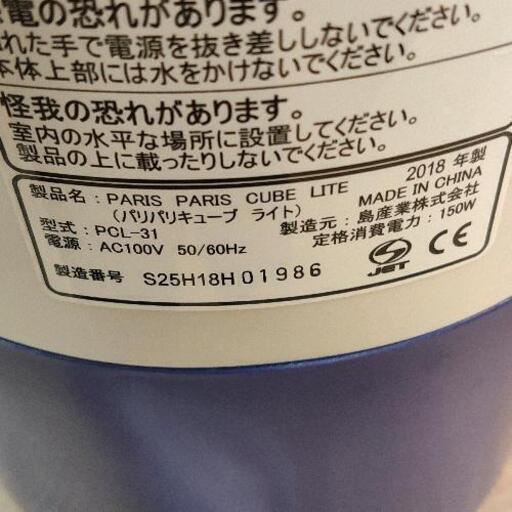 電の恐れがあります。
れた手で電源を抜き差ししないでください。
本体上部には水をかけないでください。
怪我の恐れがあります。
室内の水平な場所に設置してください。
製品の上に載ったりしないでください。
製品名：PARIS PARIS CUBE LITE 2018 年製
（パリパリキューブ ライト） MADE IN CHINA
型式：PCL-31 製造元：島産業株式会社
電源：AC100V 50/60Hz 定格消費電力：150W
製造番号 S25H18H01986 JET CE